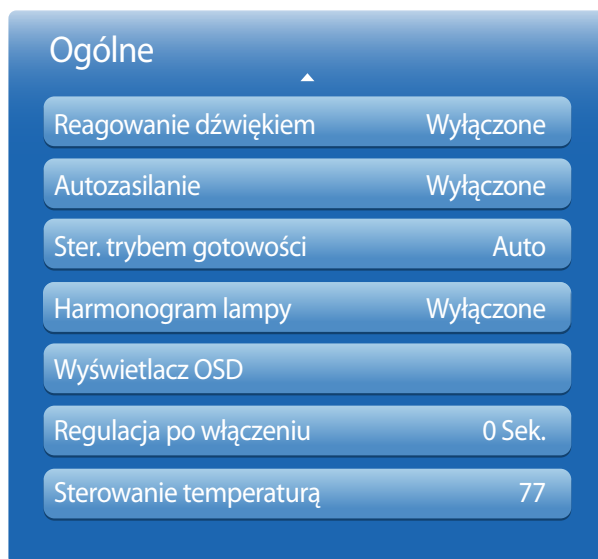 Ogólne
Reagowanie dźwiękiem Wyłączone
Autozasilanie Wyłączone
Ster. trybem gotowości Auto
Harmonogram lampy Wyłączone
Wyświetlacz OSD
Regulacja po włączeniu 0 Sek.
Sterowanie temperaturą 77